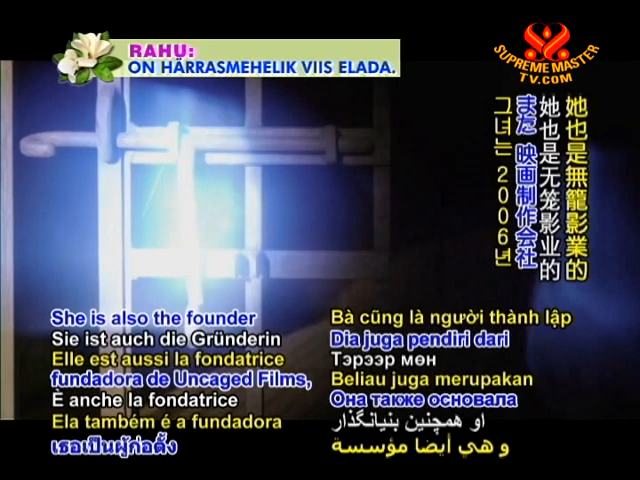 RAHU:
ON HÄRRASMEHELIK VIIS ELADA.
SUPREME MASTER
TV.COM
她也是無籠影業的
她也是无笼影业的
また 映画制作会社
그녀는 2006년
She is also the founder
Sie ist auch die Gründerin
Elle est aussi la fondatrice
fundadora de Uncaged Films,
È anche la fondatrice
Ela também é a fundadora
เธอเป็นผู้ก่อตั้ง
Bà cũng là người thành lập
Dia juga pendiri dari
Тэрээр мөн
Beliau juga merupakan
Она также основала
او همچنین بنیانگذار
و هي أيضا مؤسسة